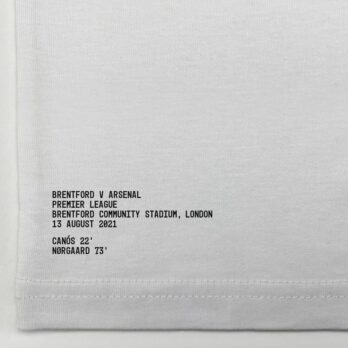 BRENTFORD V ARSENAL
PREMIER LEAGUE
BRENTFORD COMMUNITY STADIUM, LONDON
13 AUGUST 2021
CANÓS 22'
NØRGAARD 73'